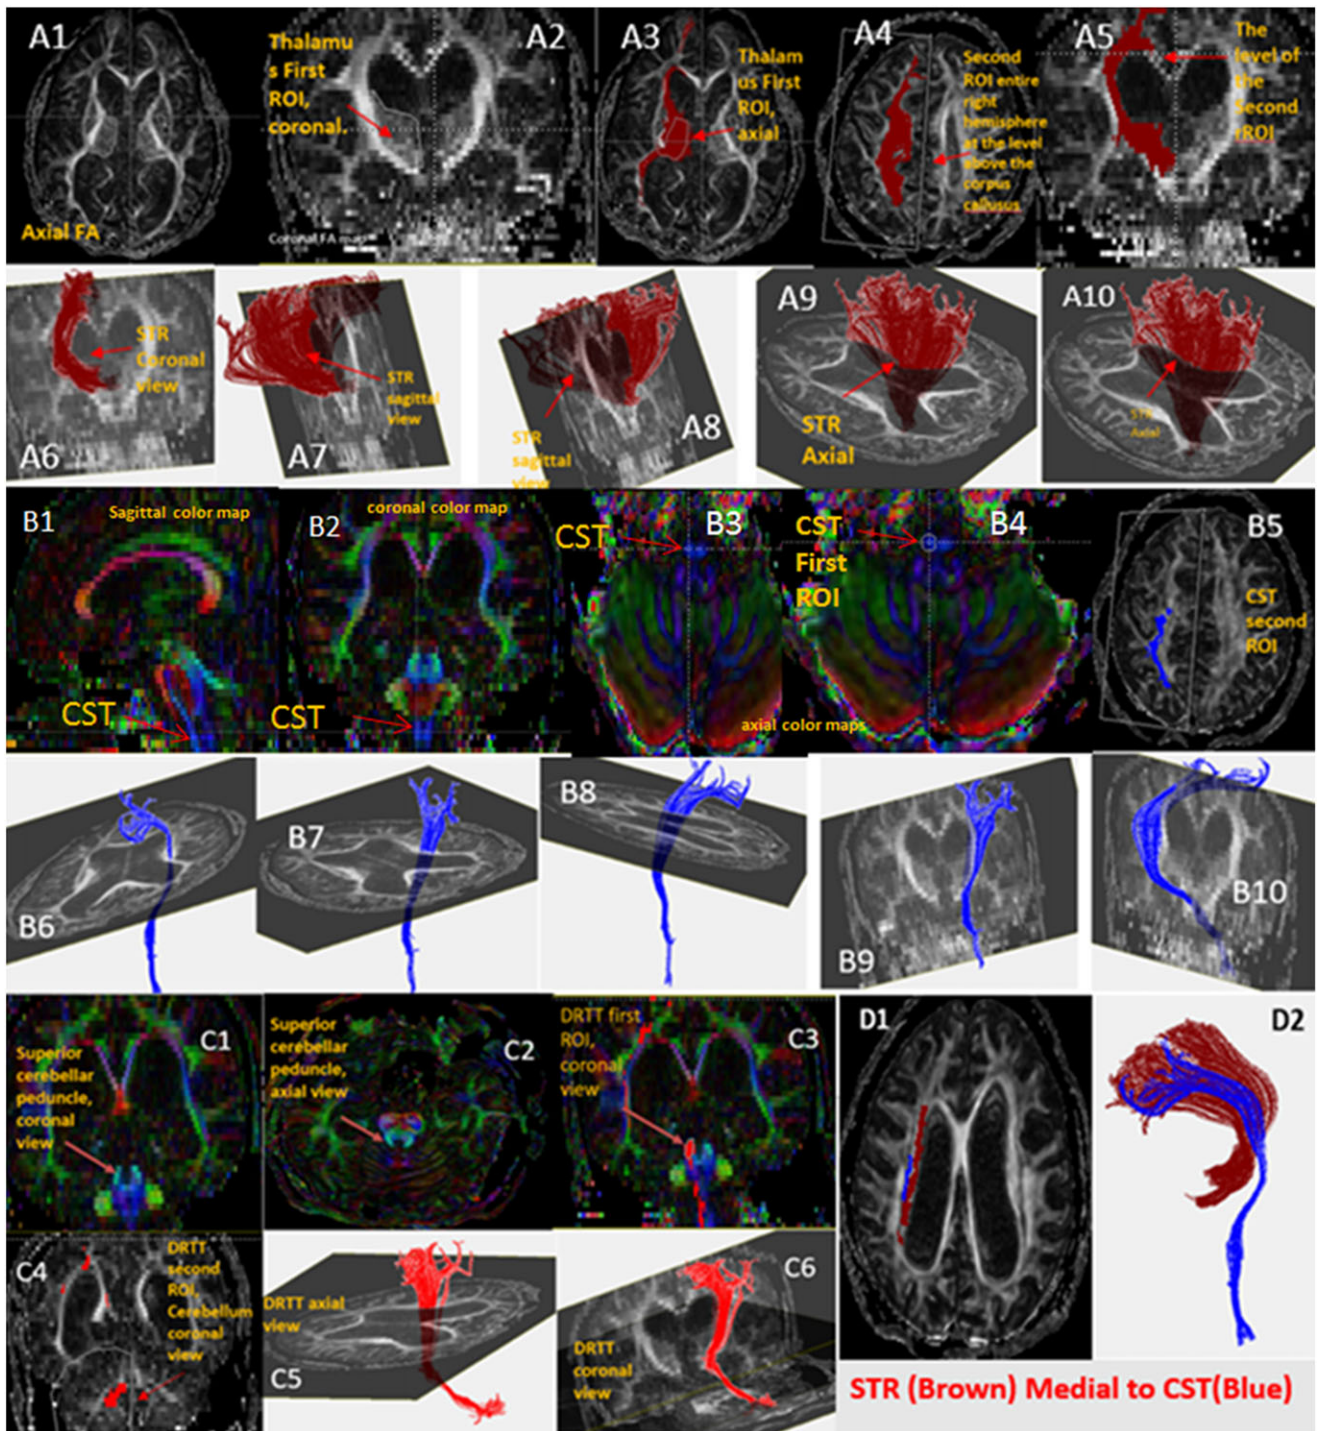 A1
Axial FA
A2
Thalamu
s First
ROI,
coronal.
Coronal FA map
A3
Thalam
us First
ROI,
axial
A4
Second
ROI entire
right
hemisphere
at the level
above the
corpus
callusus
A5
The
level of
the
Second
rROI
A6
STR
Coronal
view
A7
STR
sagittal
view
A8
STR
sagittal
view
A9
STR
Axial
A10
STR
Axial
B1
Sagittal color map
CST
B2
coronal color map
CST
B3
CST
axial color maps
B4
CST
First
ROI
B5
CST
second
ROI
B6
B7
B8
B9
B10
C1
Superior
cerebellar
peduncle,
coronal
view
C2
Superior
cerebellar
peduncle,
axial view
C3
DRTT first
ROI,
coronal
view
D1
D2
C4
DRTT
second
ROI,
Cerebellum
coronal
view
C5
DRTT axial
view
C6
DRTT
coronal
view
STR (Brown) Medial to CST(Blue)